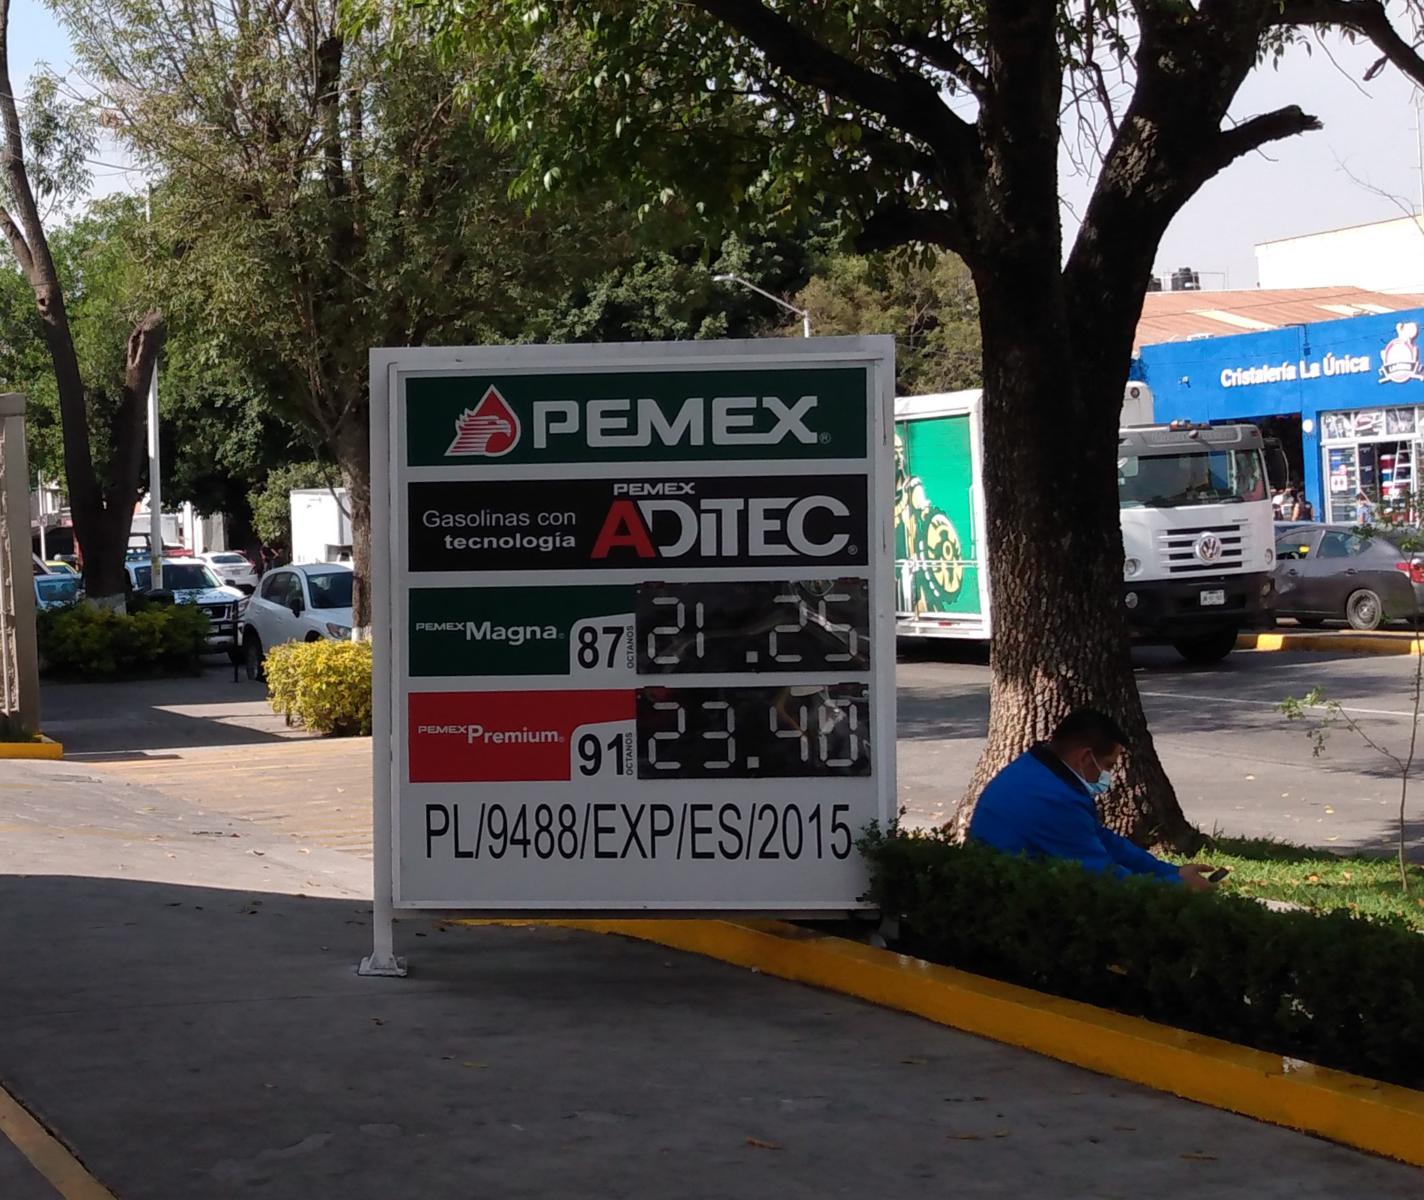 PEMEX
PEMEX
Gasolinas con
tecnología
ADiTEC
PEMEX Magna
87
OCTANOS
21.25
PEMEX Premium
91
OCTANOS
23.40
PL/9488/EXP/ES/2015
Cristalería La Única